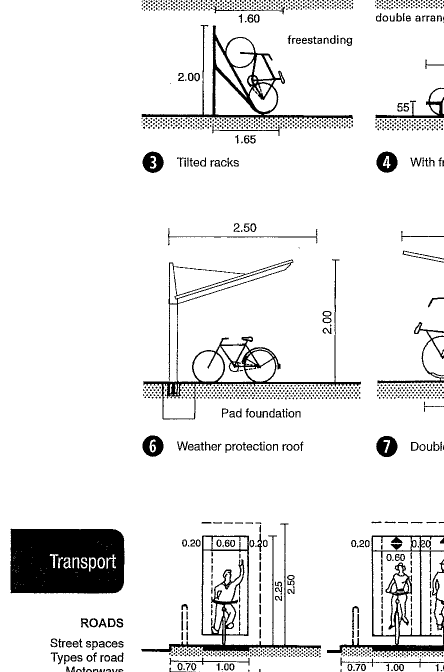 1.60
double arran
freestanding
2.00
55
1.65
3 Tilted racks
4 With fr
2.50
2.00
Pad foundation
6 Weather protection roof
7 Double
0.20 0.60 0.20
0.20 0.20
0.60
2.25
2.50
Transport
ROADS
Street spaces
Types of road
Motorways
0.70 1.00
0.70 1.00